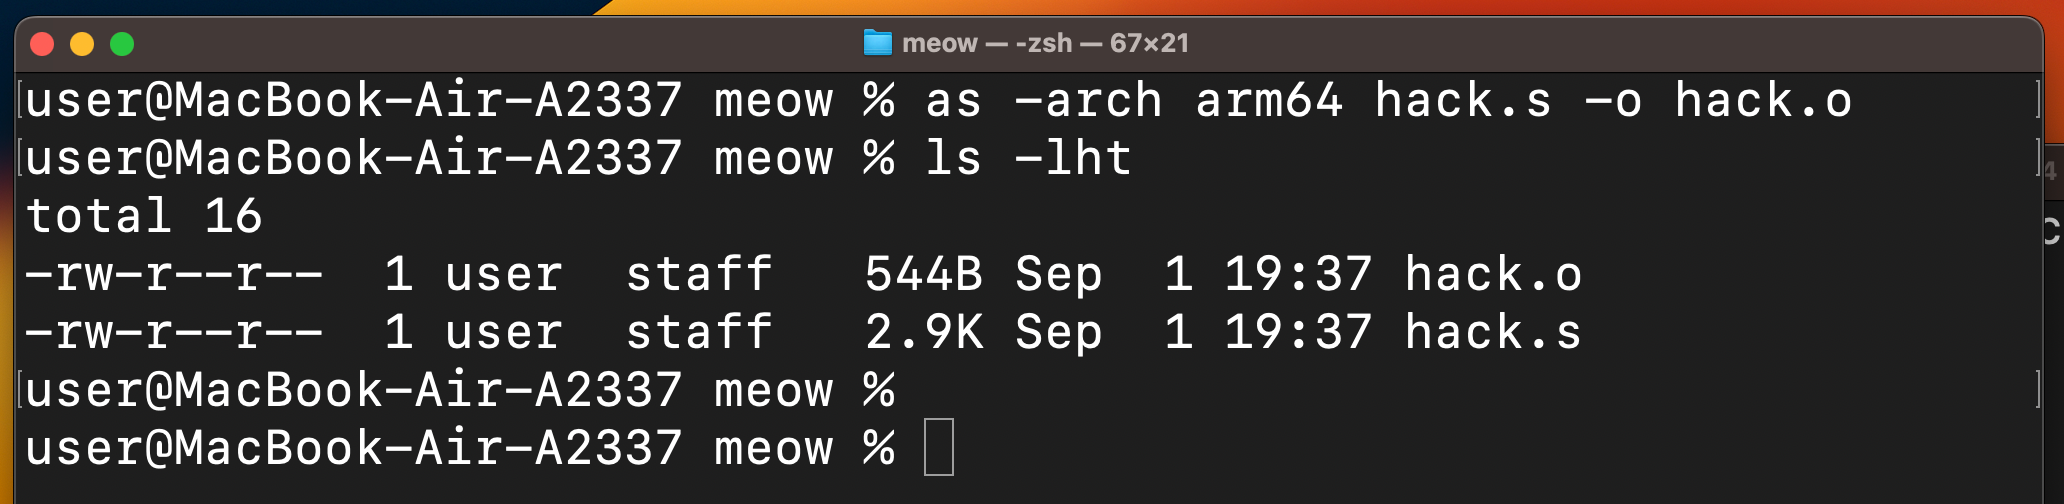 meow — -zsh — 67×21
user@MacBook-Air-A2337 meow % as -arch arm64 hack.s -o hack.o
user@MacBook-Air-A2337 meow % ls -lht
total 16
-rw-r--r--  1 user  staff   544B Sep  1 19:37 hack.o
-rw-r--r--  1 user  staff   2.9K Sep  1 19:37 hack.s
user@MacBook-Air-A2337 meow %
user@MacBook-Air-A2337 meow %